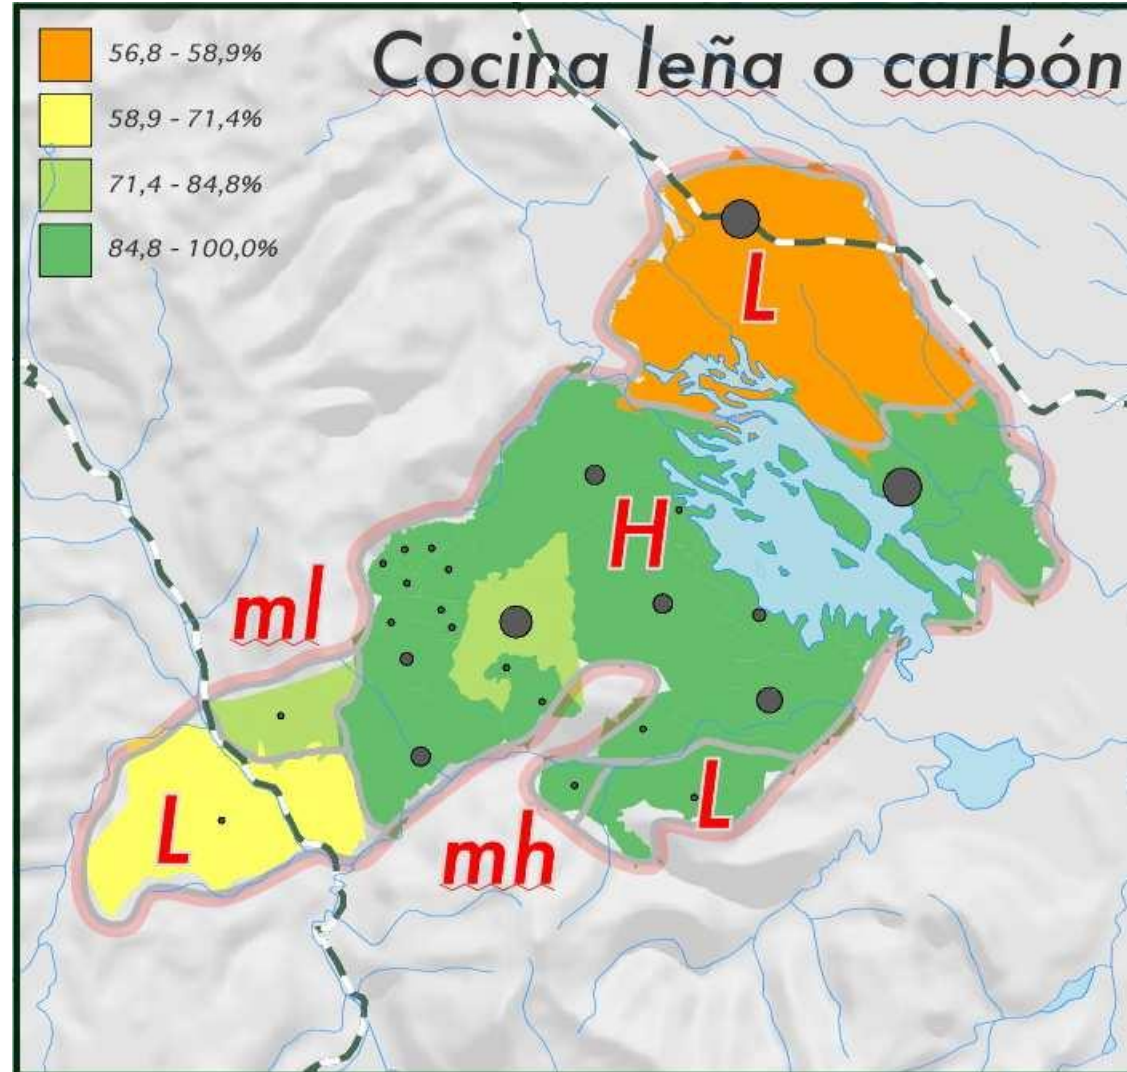 Cocina leña o carbón
56,8 - 58,9%
58,9 - 71,4%
71,4 - 84,8%
84,8 - 100,0%
L
H
ml
L
L
mh